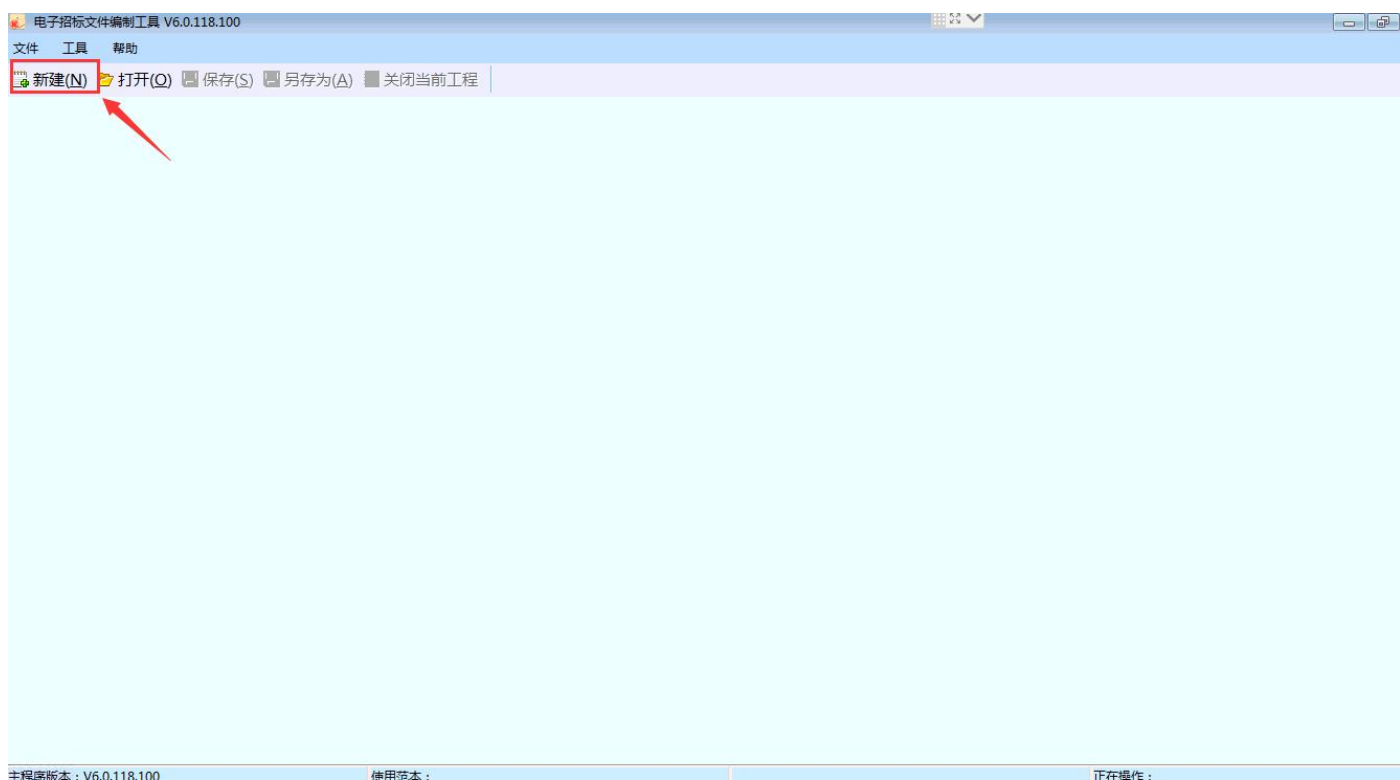 电子招标文件编制工具 V6.0.118.100
文件 工具 帮助
新建(N) 打开(O) 保存(S) 另存为(A) 关闭当前工程
主程序版本：V6.0.118.100 使用范本： 正在操作：